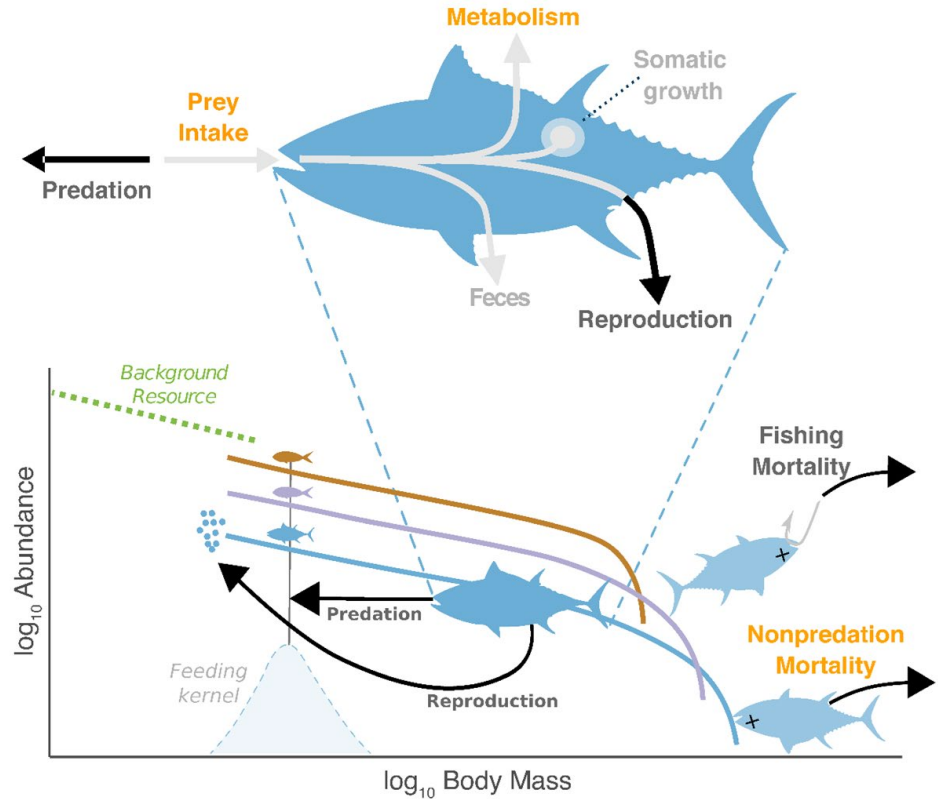 Metabolism
Somatic
growth
Prey
Intake
Predation
Feces
Reproduction
Background
Resource
Fishing
Mortality
log10 Abundance
Predation
Nonpredation
Mortality
Feeding
kernel
Reproduction
log10 Body Mass